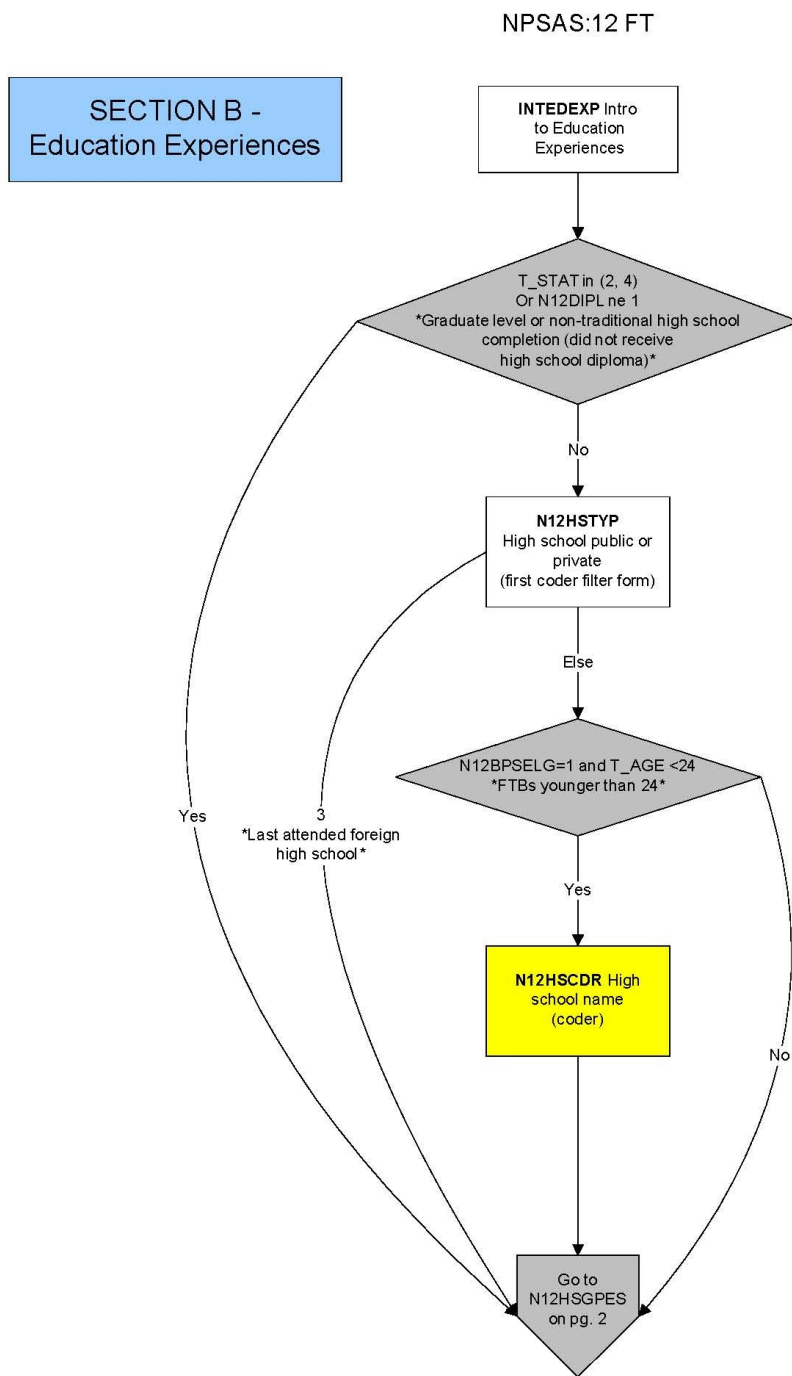 NPSAS:12 FT
SECTION B -
Education Experiences
INTEDEXP Intro
to Education
Experiences
T_STAT in (2, 4)
Or N12DIPL ne 1
*Graduate level or non-traditional high school
completion (did not receive
high school diploma)*
No
N12HSTYP
High school public or
private
(first coder filter form)
Else
N12BPSELG=1 and T_AGE <24
*FTBs younger than 24*
Yes
3
*Last attended foreign
high school*
Yes
N12HSCDR High
school name
(coder)
No
Go to
N12HSGPES
on pg. 2